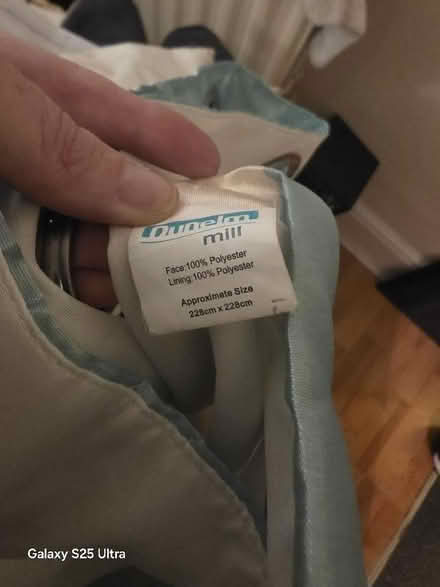 Dunelm
mill
Face:100% Polyester
Lining:100% Polyester
Approximate Size
228cm x 228cm
Galaxy S25 Ultra